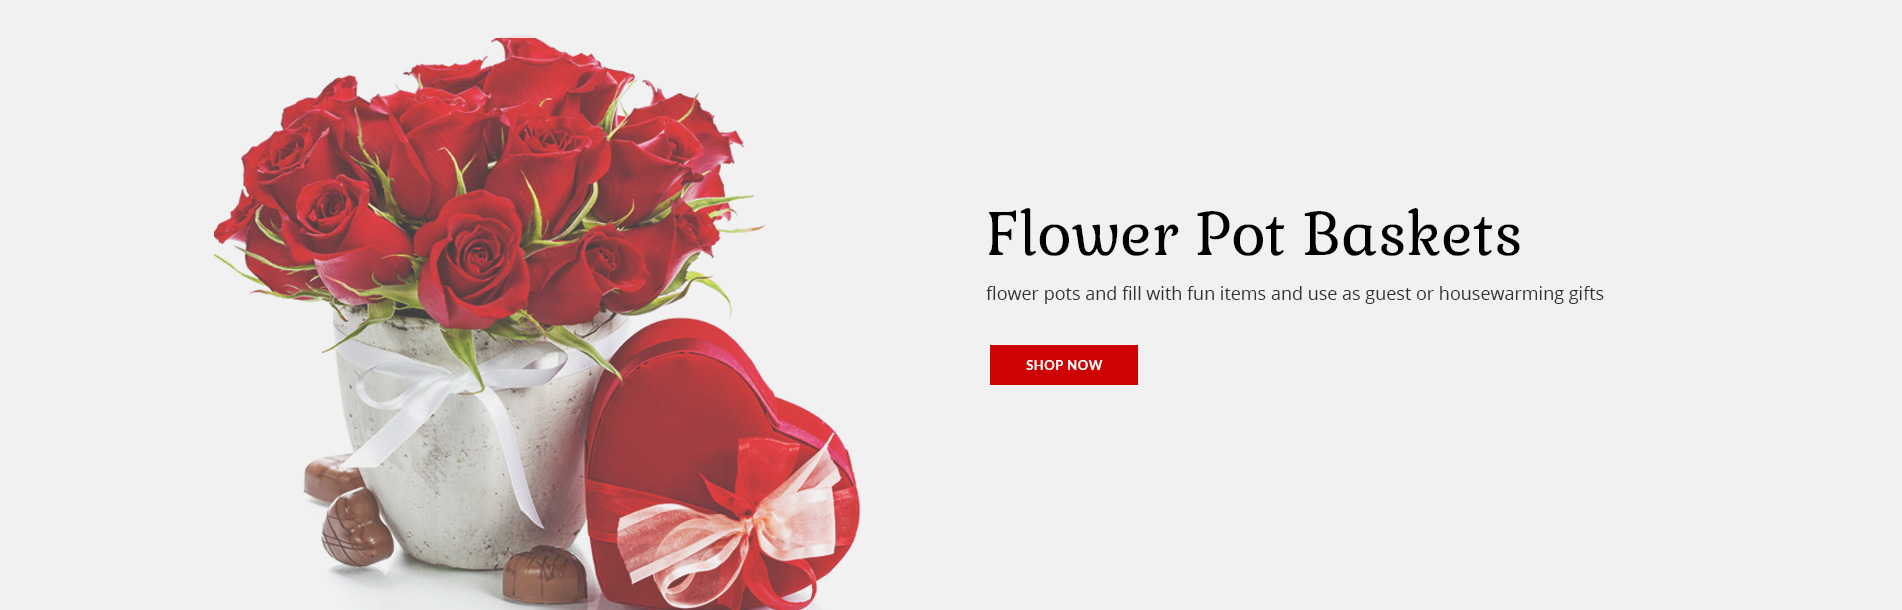 Flower Pot Baskets
flower pots and fill with fun items and use as guest or housewarming gifts
SHOP NOW